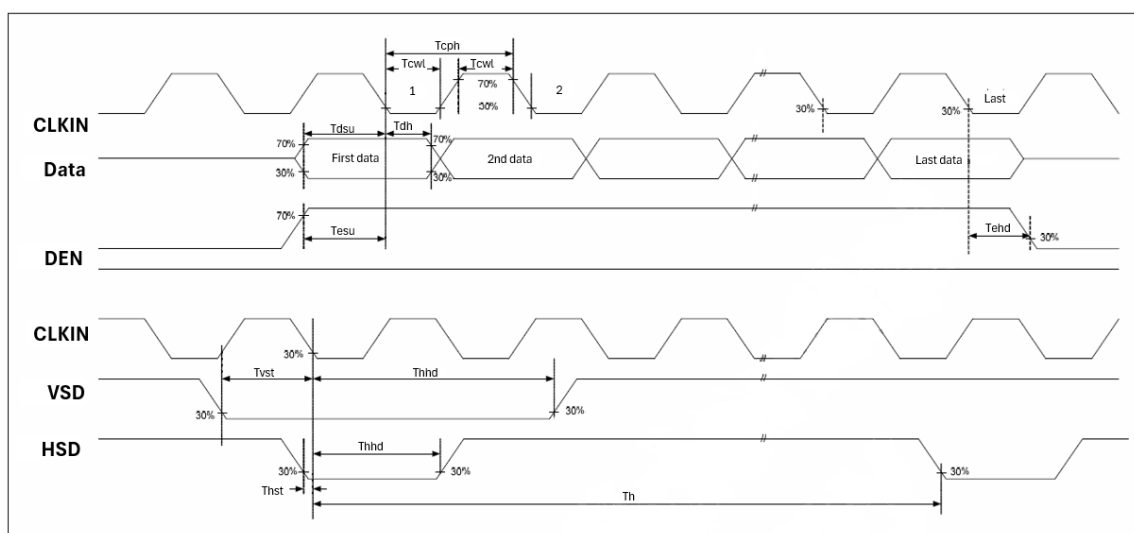 Tcph
Tcwl Tcwl
CLKIN 1 70% 30% 2 30% 30% Last
Tdsu Tdh
Data 70% 30% First data 70% 30% 2nd data Last data
70%
DEN Tesu Tehd 30%
CLKIN 30%
Tvst Thhd
VSD 30% 30%
HSD Thhd
30% 30% 30%
Thst Th